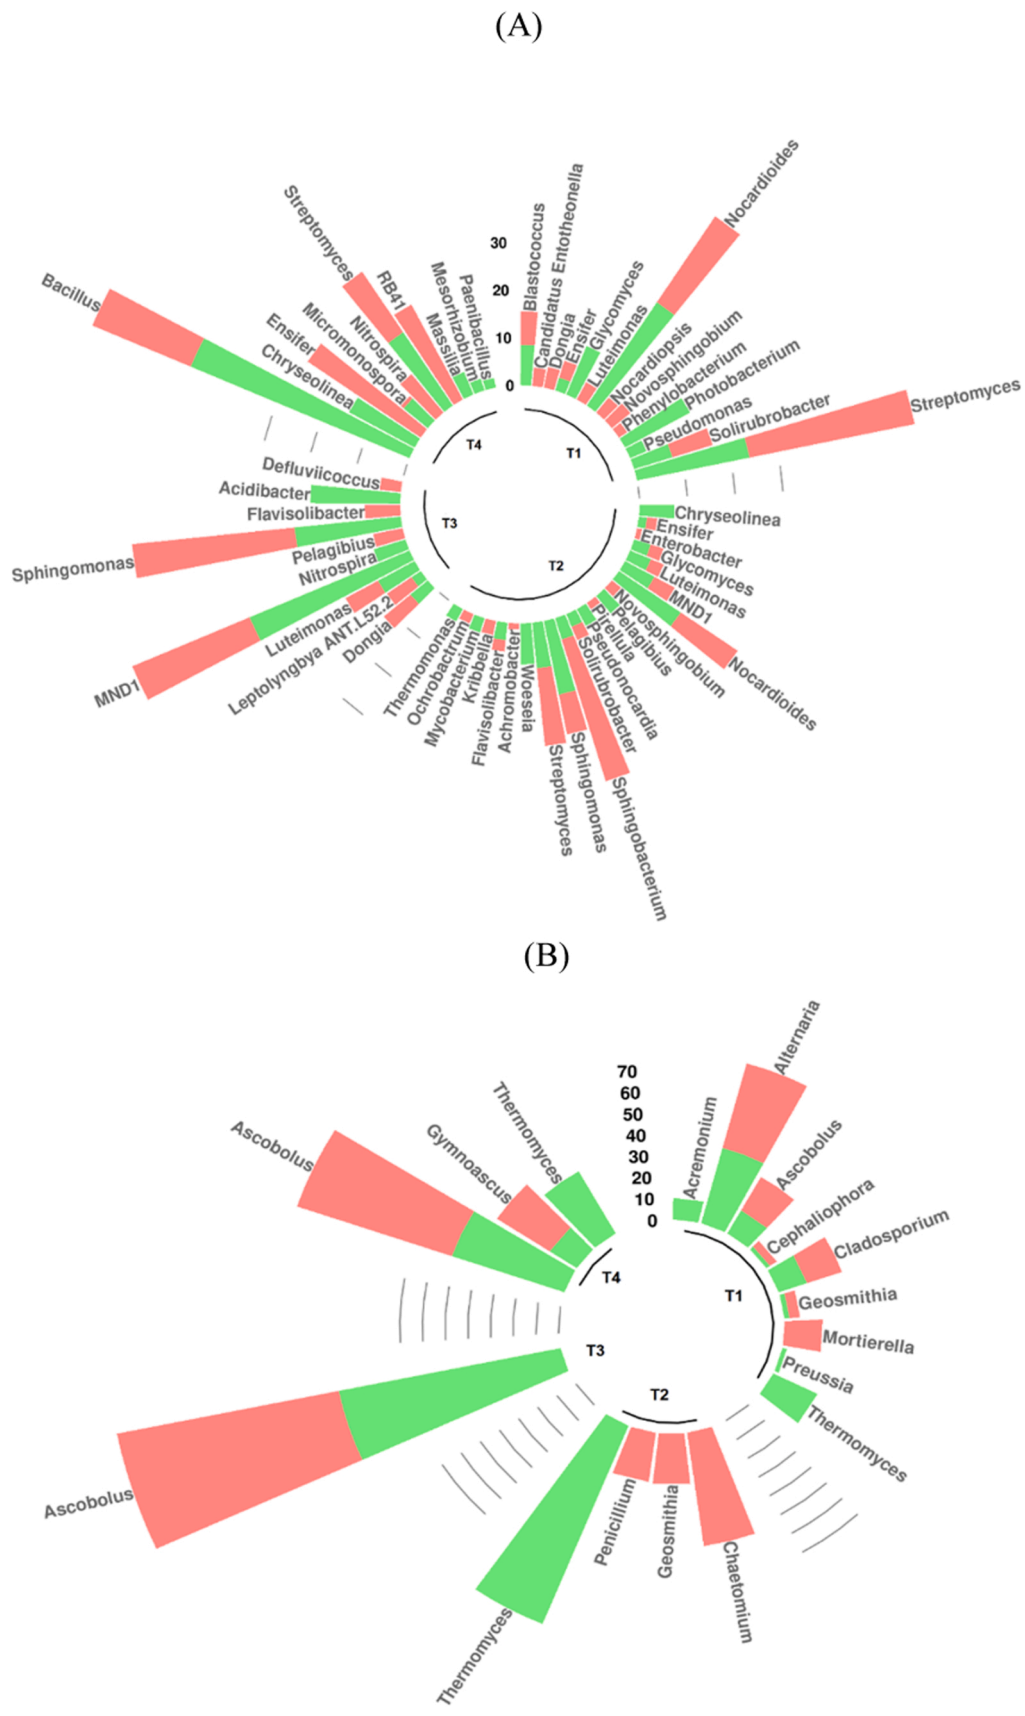 (A)
30
20
10
0
Blastococcus
Candidatus Entotheonella
Dongia
Ensifer
Glycomyces
Luteimonas
Nocardioides
Nocardiopsis
Novosphingobium
Phenylobacterium
Photobacterium
Pseudomonas
Solirubrobacter
Streptomyces
T1
Chryseolinea
Ensifer
Enterobacter
Glycomyces
Luteimonas
MND1
Nocardioides
Novosphingobium
Pelagibius
Pirellula
Pseudonocardia
Solirubrobacter
Sphingobacterium
Sphingomonas
Streptomyces
Woeseia
Achromobacter
Flavisolibacter
Kribbella
Mycobacterium
Ochrobactrum
Thermomonas
T2
Dongia
Leptolyngbya ANT.L52.2
Luteimonas
MND1
Nitrospira
Pelagibius
Sphingomonas
Flavisolibacter
Acidibacter
Defluviicoccus
T3
Bacillus
Chryseolinea
Ensifer
Micromonospora
Nitrospira
Streptomyces
RB41
Massilia
Mesorhizobium
Paenibacillus
T4
(B)
70
60
50
40
30
20
10
0
Acremonium
Alternaria
Ascobolus
Cephaliophora
Cladosporium
Geosmithia
Mortierella
Preussia
Thermomyces
T1
Chaetomium
Geosmithia
Penicillium
Thermomyces
T2
Ascobolus
T3
Ascobolus
Gymnoascus
Thermomyces
T4